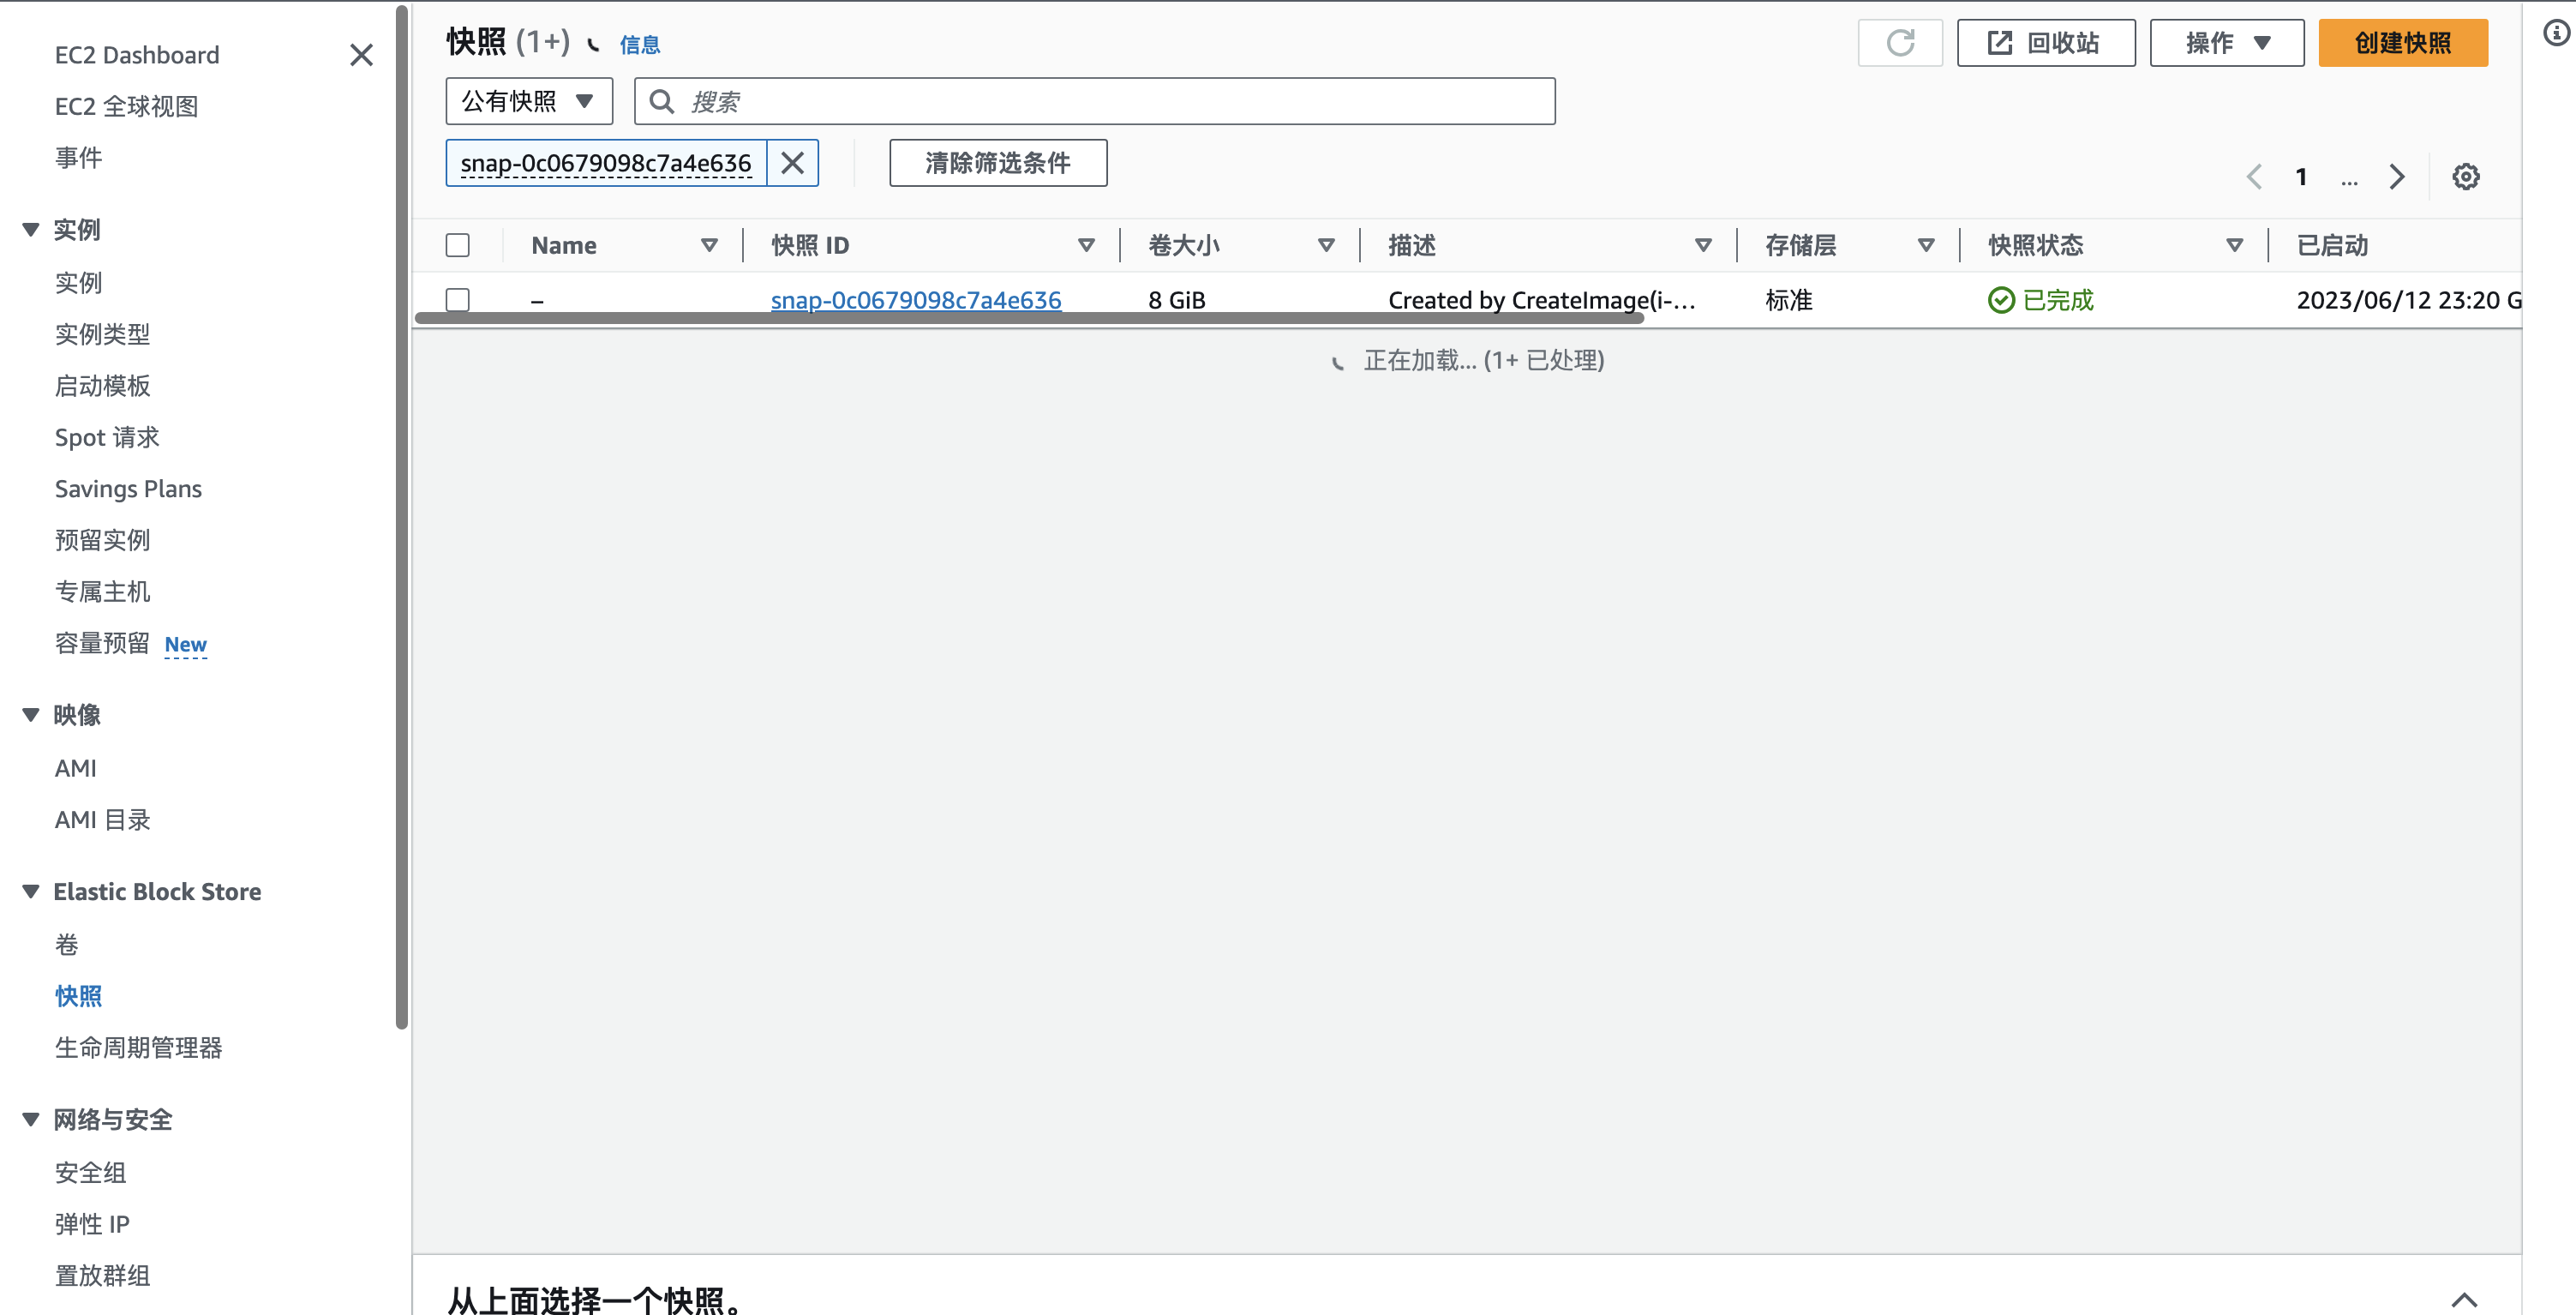 EC2 Dashboard
EC2 全球视图
事件
实例
实例
实例类型
启动模板
Spot 请求
Savings Plans
预留实例
专属主机
容量预留 New
映像
AMI
AMI 目录
Elastic Block Store
卷
快照
生命周期管理器
网络与安全
安全组
弹性 IP
置放群组
快照 (1+) 信息
回收站
操作
创建快照
公有快照
搜索
snap-0c0679098c7a4e636
清除筛选条件
1 ...
Name 快照 ID 卷大小 描述 存储层 快照状态 已启动
– snap-0c0679098c7a4e636 8 GiB Created by CreateImage(i-... 标准 已完成 2023/06/12 23:20 G
正在加载... (1+ 已处理)
从上面选择一个快照。